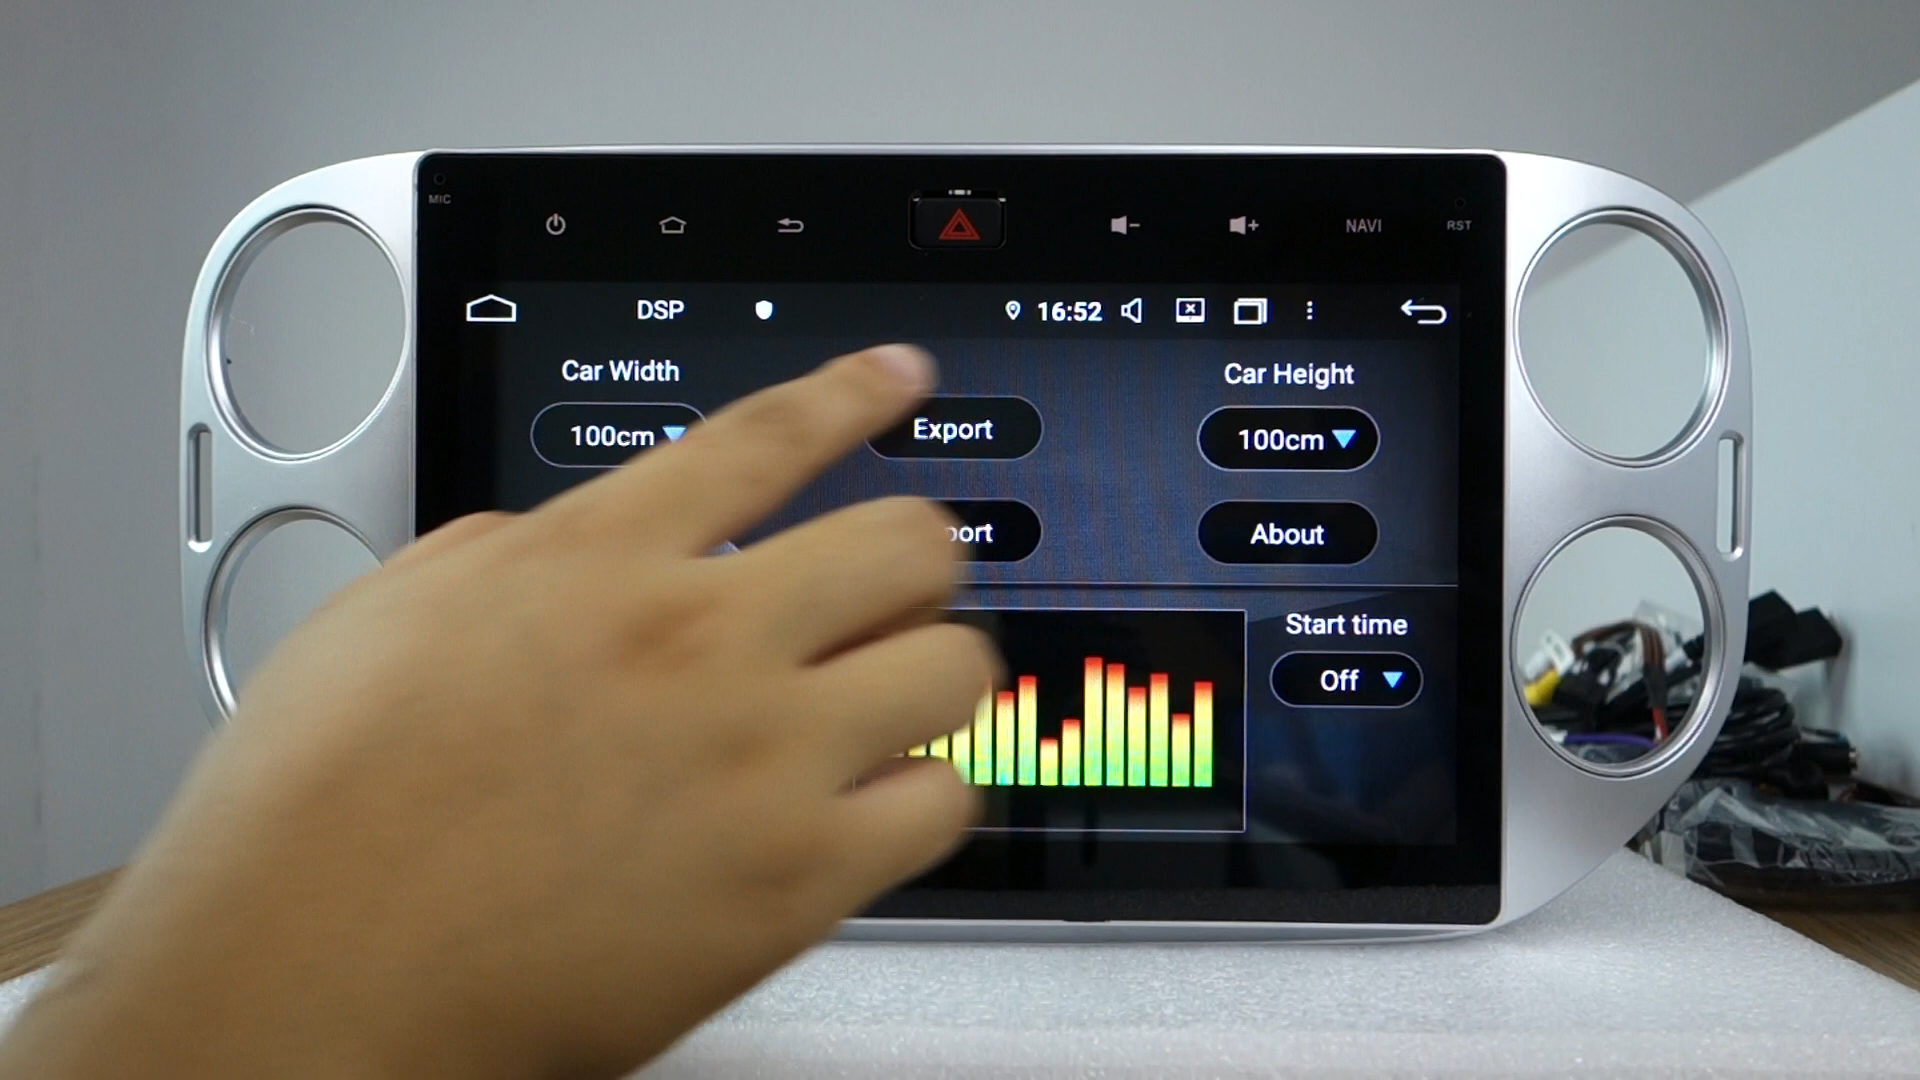 MIC
NAVI
RST
DSP
16:52
Car Width
Car Height
100cm
Export
100cm
About
Start time
Off